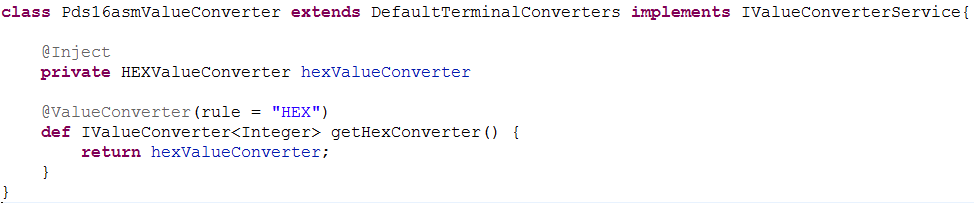 class Pds16asmValueConverter extends DefaultTerminalConverters implements IValueConverterService{
@Inject
private HEXValueConverter hexValueConverter
@ValueConverter(rule = "HEX")
def IValueConverter<Integer> getHexConverter() {
return hexValueConverter;
}
}